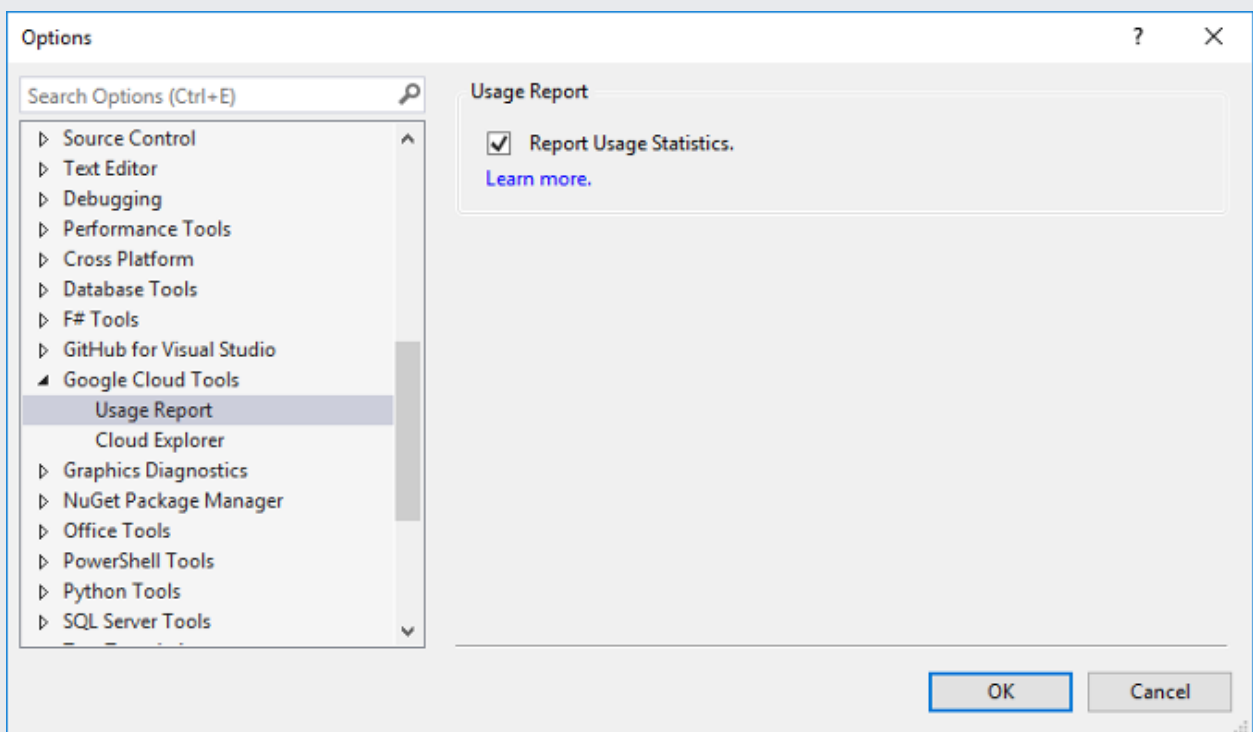 Options
?
Search Options (Ctrl+E)
Source Control
Text Editor
Debugging
Performance Tools
Cross Platform
Database Tools
F# Tools
GitHub for Visual Studio
Google Cloud Tools
Usage Report
Cloud Explorer
Graphics Diagnostics
NuGet Package Manager
Office Tools
PowerShell Tools
Python Tools
SQL Server Tools
Usage Report
Report Usage Statistics.
Learn more.
OK
Cancel